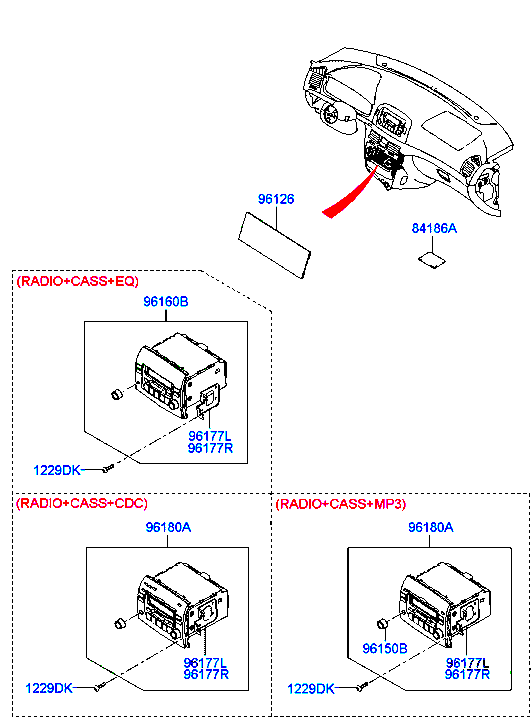 96126
84186A
(RADIO+CASS+EQ)
96160B
96177L
96177R
1229DK
(RADIO+CASS+CDC)
96180A
96177L
96177R
1229DK
(RADIO+CASS+MP3)
96180A
96150B
96177L
96177R
1229DK